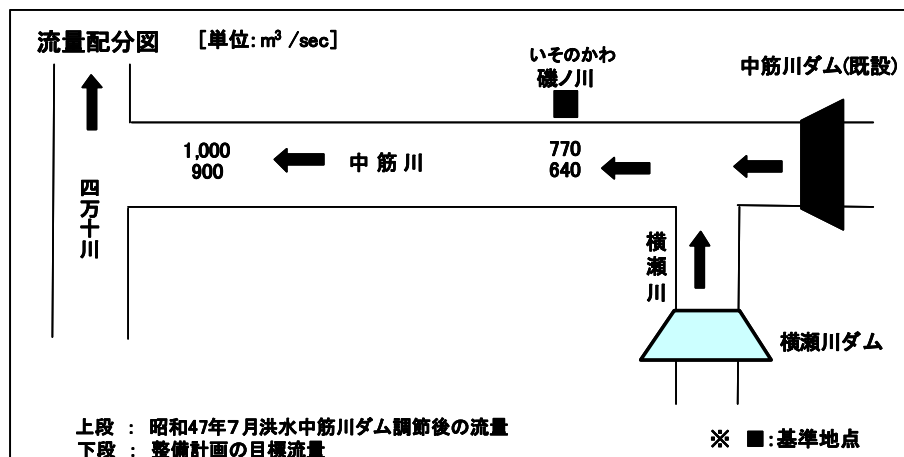 流量配分図 [単位:m³/sec]
いそのかわ
磯ノ川
中筋川ダム(既設)
1,000
900
中筋川
770
640
四万十川
横瀬川
横瀬川ダム
上段 : 昭和47年7月洪水中筋川ダム調節後の流量
下段 : 整備計画の目標流量
※ ■:基準地点